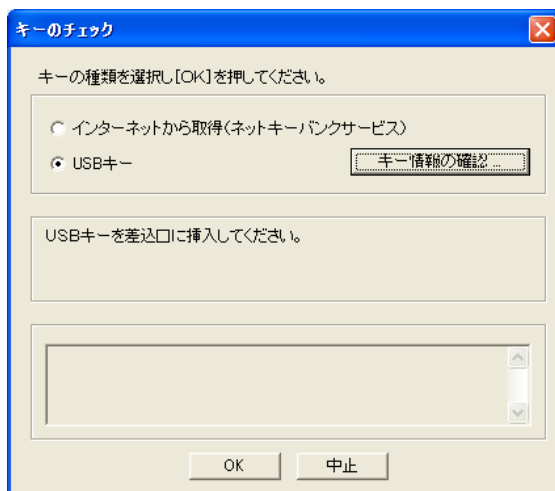 キーのチェック
キーの種類を選択し[OK]を押してください。
インターネットから取得(ネットキーバンクサービス)
USBキー
キー情報の確認...
USBキーを差込口に挿入してください。
OK
中止